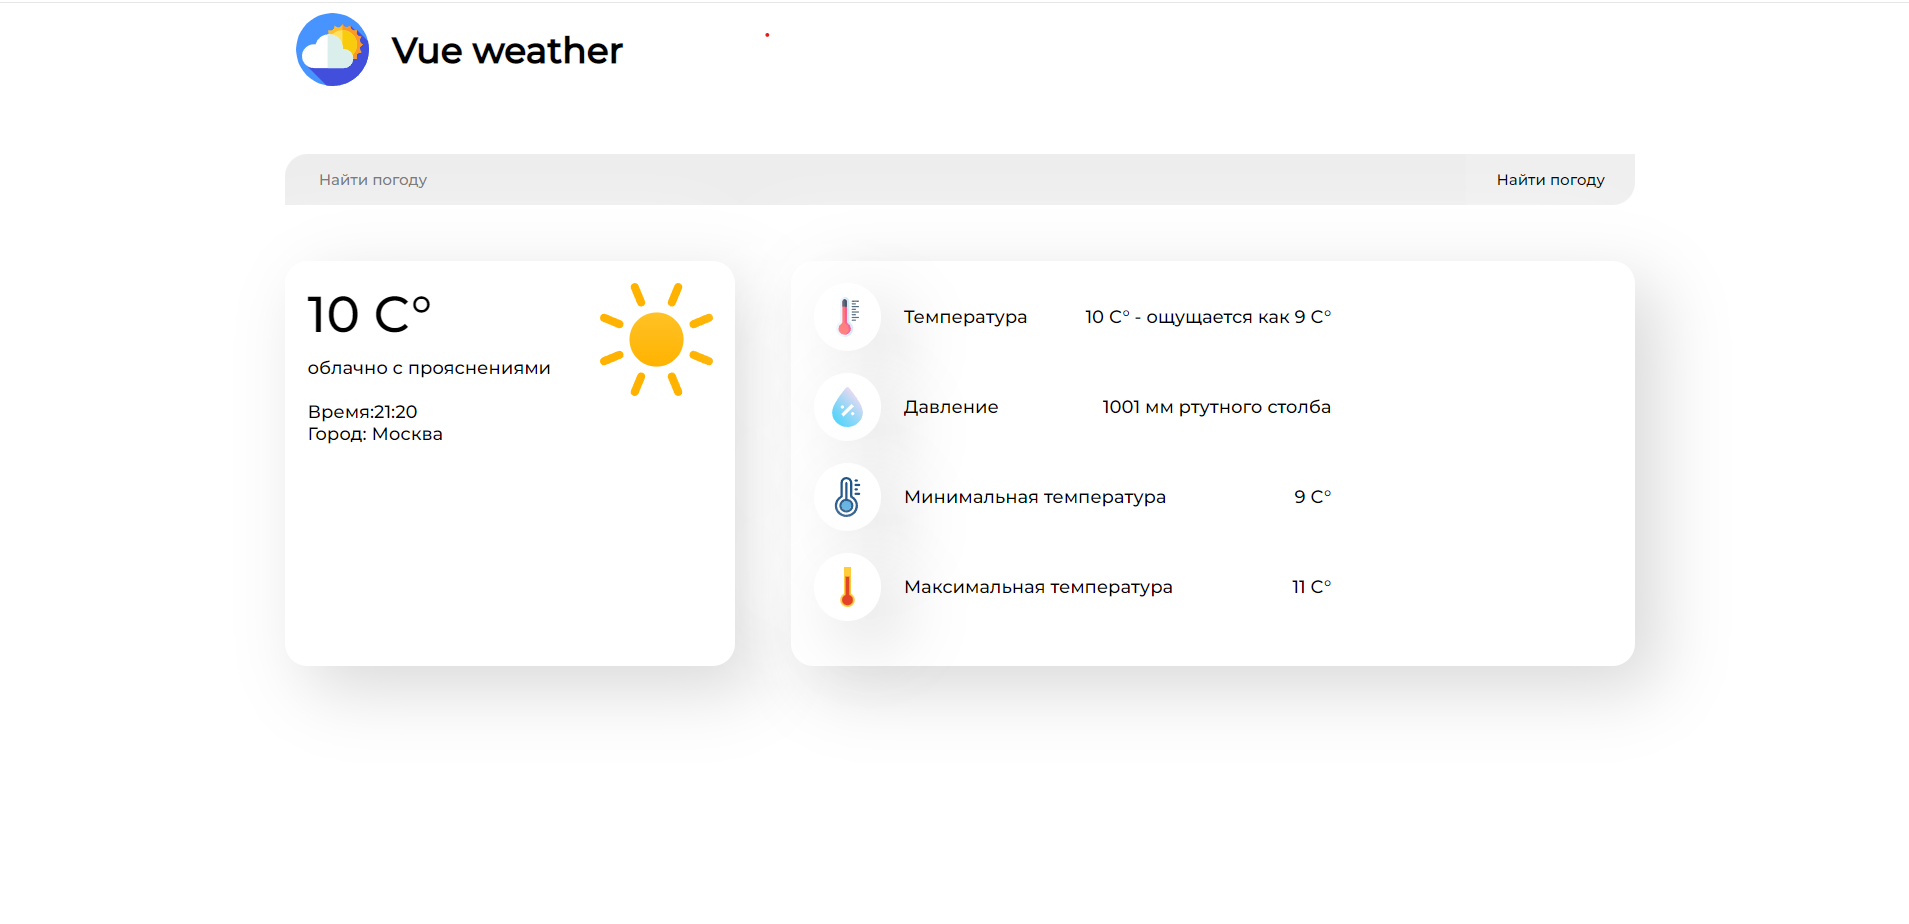 Vue weather
Найти погоду Найти погоду
10 C°
облачно с прояснениями
Время:21:20
Город: Москва
Температура 10 C° - ощущается как 9 C°
Давление 1001 мм ртутного столба
Минимальная температура 9 C°
Максимальная температура 11 C°